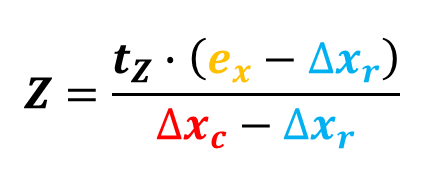 Z = t_Z · (e_x − Δx_r) / (Δx_c − Δx_r)